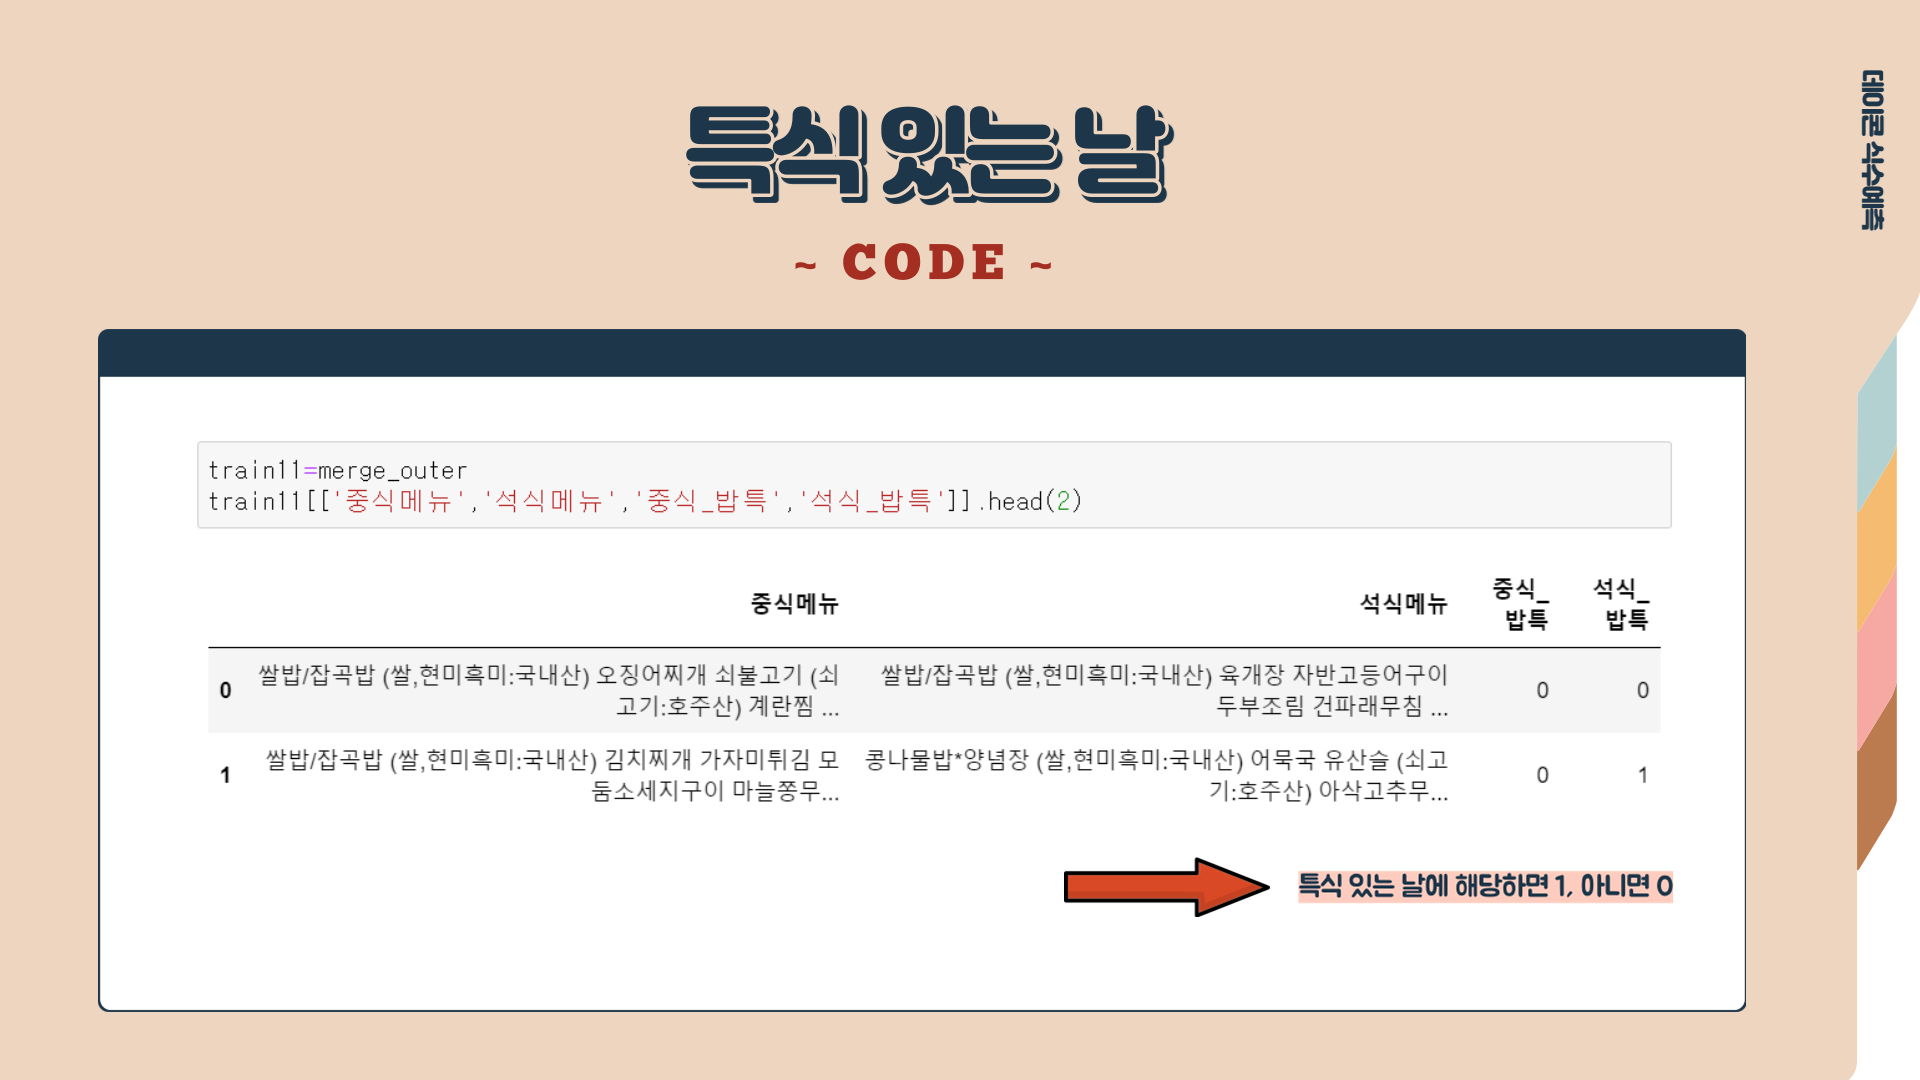 특식 있는 날
~ CODE ~
데이콘 식수예측
train11=merge_outer
train11[['중식메뉴','석식메뉴','중식_밥특','석식_밥특']].head(2)
중식메뉴 석식메뉴 중식_밥특 석식_밥특
0 쌀밥/잡곡밥 (쌀,현미흑미:국내산) 오징어찌개 쇠불고기 (쇠고기:호주산) 계란찜 ... 쌀밥/잡곡밥 (쌀,현미흑미:국내산) 육개장 자반고등어구이 두부조림 건파래무침 ... 0 0
1 쌀밥/잡곡밥 (쌀,현미흑미:국내산) 김치찌개 가자미튀김 모둠소세지구이 마늘쫑무... 콩나물밥*양념장 (쌀,현미흑미:국내산) 어묵국 유산슬 (쇠고기:호주산) 아삭고추무... 0 1
특식 있는 날에 해당하면 1, 아니면 0